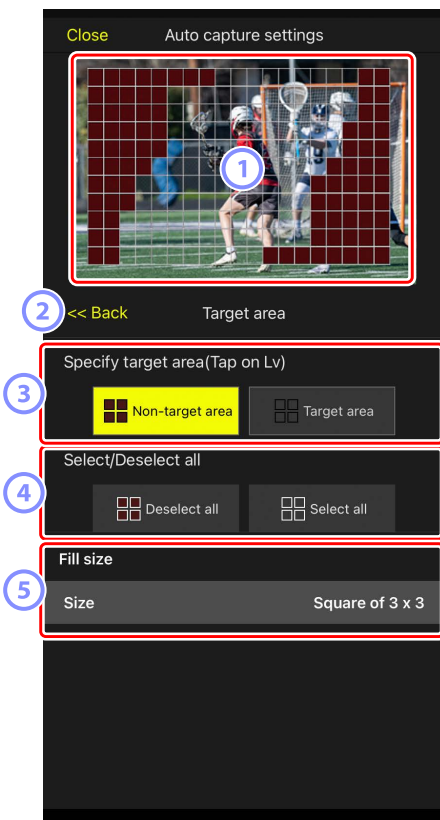 Close Auto capture settings
1
2 << Back Target area
Specify target area(Tap on Lv)
3 Non-target area Target area
Select/Deselect all
4 Deselect all Select all
Fill size
5 Size Square of 3 x 3